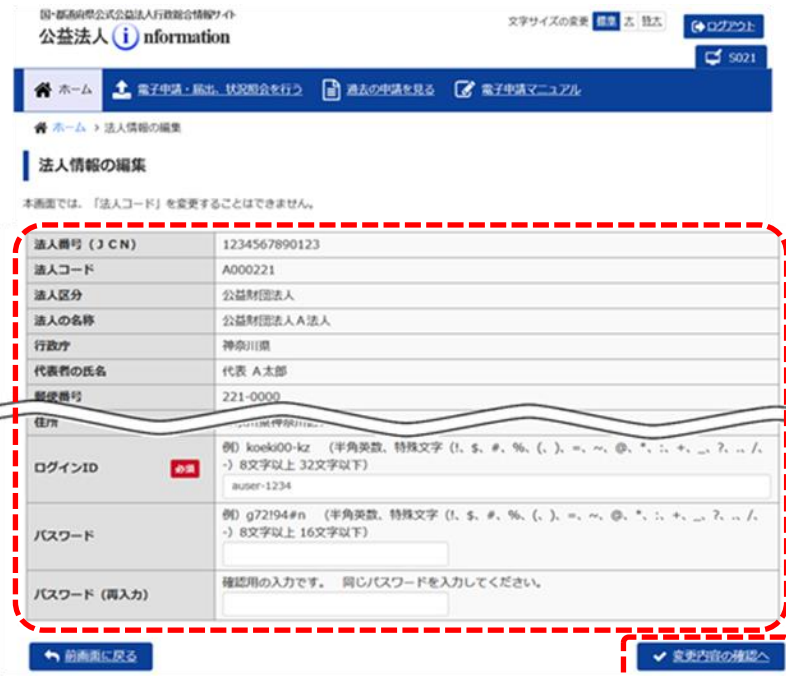 国・都道府県公式公益法人行政総合情報サイト
公益法人 i nformation
文字サイズの変更 標準 大 特大
ログアウト
S021
ホーム 電子申請・届出、状況照会を行う 過去の申請を見る 電子申請マニュアル
ホーム > 法人情報の編集
法人情報の編集
本画面では、「法人コード」を変更することはできません。
法人番号（JCN） 1234567890123
法人コード A000221
法人区分 公益財団法人
法人の名称 公益財団法人A法人
行政庁 神奈川県
代表者の氏名 代表 A太郎
郵便番号 221-0000
住所
例）koeki00-kz （半角英数、特殊文字（!、$、#、%、(、)、=、~、@、*、:、+、_、?、.、/、
ログインID 必須 -）8文字以上 32文字以下）
auser-1234
例）g72!94#n （半角英数、特殊文字（!、$、#、%、(、)、=、~、@、*、:、+、_、?、.、/、
パスワード -）8文字以上 16文字以下）
パスワード（再入力） 確認用の入力です。 同じパスワードを入力してください。
前画面に戻る 変更内容の確認へ